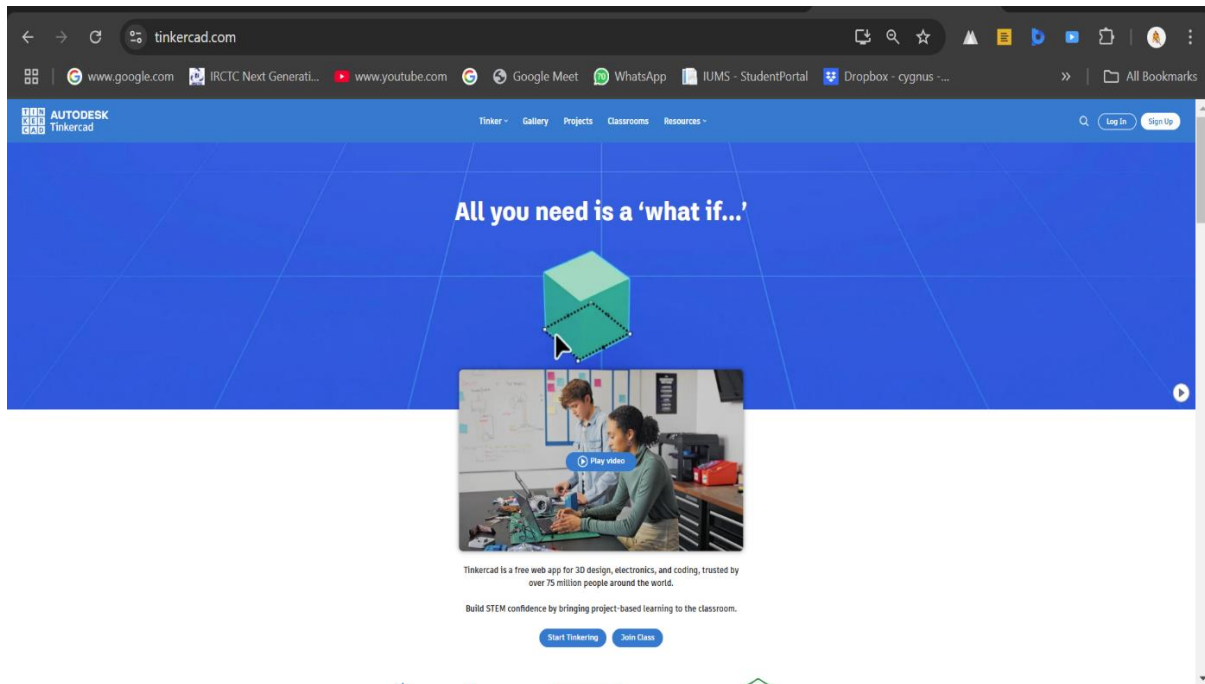 tinkercad.com
www.google.com IRCTC Next Generati... www.youtube.com Google Meet WhatsApp IUMS - StudentPortal Dropbox - cygnus -... » All Bookmarks
TIN
KER
CAD
AUTODESK
Tinkercad
Tinker Gallery Projects Classrooms Resources Log In Sign Up
All you need is a ‘what if...’
Play video
Tinkercad is a free web app for 3D design, electronics, and coding, trusted by
over 75 million people around the world.
Build STEM confidence by bringing project-based learning to the classroom.
Start Tinkering Join Class